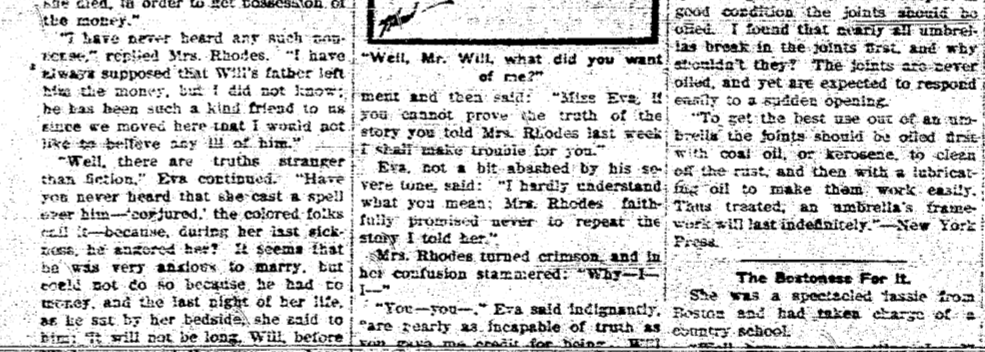 she died, in order to get possession of
the money."
"I have never heard any such non-
sense," replied Mrs. Rhodes. "I have
always supposed that Will's father left
him the money, but I did not know;
he has been such a kind friend to us
since we moved here that I would not
like to believe any ill of him."
"Well, there are truths stranger
than fiction," Eva continued. "Have
you never heard that she cast a spell
over him—'conjured,' the colored folks
call it—because, during her last sick-
ness, he angered her? It seems that
he was very anxious to marry, but
could not do so because he had no
money, and the last night of her life,
as he sat by her bedside, she said to
him: 'It will not be long, Will, before
"Well, Mr. Will, what did you want
of me?"
ment and then said: "Miss Eva, if
you cannot prove the truth of the
story you told Mrs. Rhodes last week
I shall make trouble for you."
Eva, not a bit abashed by his se-
vere tone, said: "I hardly understand
what you mean; Mrs. Rhodes faith-
fully promised never to repeat the
story I told her."
Mrs. Rhodes turned crimson, and in
her confusion stammered: "Why—I—
I—"
"You—you—," Eva said indignantly,
"are nearly as incapable of truth as
you gave me credit for being. Will
good condition the joints should be
oiled. I found that nearly all umbrel-
las break in the joints first, and why
shouldn't they? The joints are never
oiled, and yet are expected to respond
easily to a sudden opening.
"To get the best use out of an um-
brella the joints should be oiled first
with coal oil, or kerosene, to clean
off the rust, and then with a lubricat-
ing oil to make them work easily.
Thus treated, an umbrella's frame-
work will last indefinitely."—New York
Press.
The Bostoness For It.
She was a spectacled lassie from
Boston and had taken charge of a
country school.